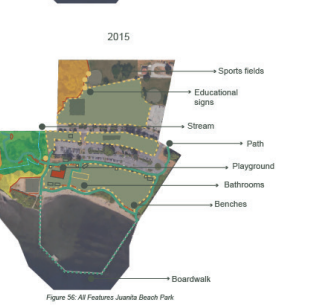 2015
Sports fields
Educational
signs
Stream
Path
Playground
Bathrooms
Benches
Boardwalk
Figure 56: All Features Juanita Beach Park